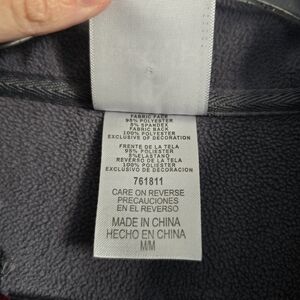 FABRIC FACE
95% POLYESTER
5% SPANDEX
FABRIC BACK
100% POLYESTER
EXCLUSIVE OF DECORATION
FRENTE DE LA TELA
95% POLIESTER
5%ELASTANO
REVERSO DE LA TELA
100% POLIESTER
EXCLUSIVO DE DECORACION
761811
CARE ON REVERSE
PRECAUCIONES
EN EL REVERSO
MADE IN CHINA
HECHO EN CHINA
M/M